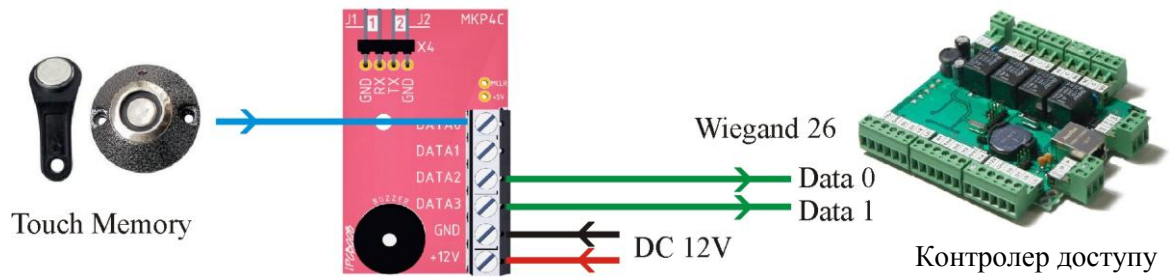 J1 1 2 J2 MKP4C
X4
GND RX TX GND
MCLR
+5V
DATA0
DATA1
DATA2
DATA3
GND
+12V
BUZZER
Touch Memory
Wiegand 26
Data 0
Data 1
DC 12V
Контролер доступу